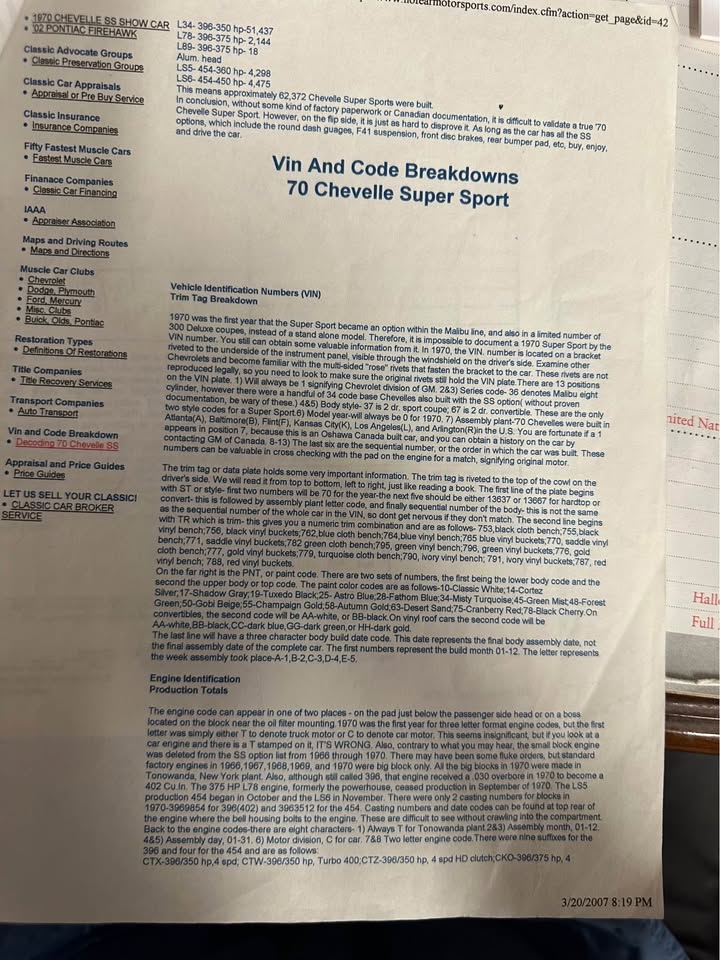 motorsports.com/index.cfm?action=get_page&id=42
• 1970 CHEVELLE SS SHOW CAR
• '02 PONTIAC FIREHAWK
Classic Advocate Groups
• Classic Preservation Groups
Classic Car Appraisals
• Appraisal or Pre Buy Service
Classic Insurance
• Insurance Companies
Fifty Fastest Muscle Cars
• Fastest Muscle Cars
Finanace Companies
• Classic Car Financing
IAAA
• Appraiser Association
Maps and Driving Routes
• Maps and Directions
Muscle Car Clubs
• Chevrolet
• Dodge, Plymouth
• Ford, Mercury
• Misc. Clubs
• Buick, Olds, Pontiac
Restoration Types
• Definitions Of Restorations
Title Companies
• Title Recovery Services
Transport Companies
• Auto Transport
Vin and Code Breakdown
• Decoding 70 Chevelle SS
Appraisal and Price Guides
• Price Guides
LET US SELL YOUR CLASSIC!
• CLASSIC CAR BROKER
SERVICE
L34- 396-350 hp-51,437
L78- 396-375 hp- 2,144
L89- 396-375 hp- 18
Alum. head
LS5- 454-360 hp- 4,298
LS6- 454-450 hp- 4,475
This means approximately 62,372 Chevelle Super Sports were built.
In conclusion, without some kind of factory paperwork or Canadian documentation, it is difficult to validate a true '70
Chevelle Super Sport. However, on the flip side, it is just as hard to disprove it. As long as the car has all the SS
options, which include the round dash guages, F41 suspension, front disc brakes, rear bumper pad, etc, buy, enjoy,
and drive the car.
Vin And Code Breakdowns
70 Chevelle Super Sport
Vehicle Identification Numbers (VIN)
Trim Tag Breakdown
1970 was the first year that the Super Sport became an option within the Malibu line, and also in a limited number of
300 Deluxe coupes, instead of a stand alone model. Therefore, it is impossible to document a 1970 Super Sport by the
VIN number. You still can obtain some valuable information from it. In 1970, the VIN. number is located on a bracket
riveted to the underside of the instrument panel, visible through the windshield on the driver's side. Examine other
Chevrolets and become familiar with the multi-sided "rose" rivets that fasten the bracket to the car. These rivets are not
reproduced legally, so you need to look to make sure the original rivets still hold the VIN plate.There are 13 positions
on the VIN plate. 1) Will always be 1 signifying Chevrolet division of GM. 2&3) Series code- 36 denotes Malibu eight
cylinder, however there were a handful of 34 code base Chevelles also built with the SS option( without proven
documentation, be wary of these.) 4&5) Body style- 37 is 2 dr. sport coupe; 67 is 2 dr. convertible. These are the only
two style codes for a Super Sport.6) Model year-will always be 0 for 1970. 7) Assembly plant-'70 Chevelles were built in
Atlanta(A), Baltimore(B), Flint(F), Kansas City(K), Los Angeles(L), and Arlington(R)in the U.S. You are fortunate if a 1
appears in position 7, because this is an Oshawa Canada built car, and you can obtain a history on the car by
contacting GM of Canada. 8-13) The last six are the sequential number, or the order in which the car was built. These
numbers can be valuable in cross checking with the pad on the engine for a match, signifying original motor.
The trim tag or data plate holds some very important information. The trim tag is riveted to the top of the cowl on the
driver's side. We will read it from top to bottom, left to right, just like reading a book. The first line of the plate begins
with ST or style- first two numbers will be 70 for the year-the next five should be either 13637 or 13667 for hardtop or
convert- this is followed by assembly plant letter code, and finally sequential number of the body- this is not the same
as the sequential number of the whole car in the VIN, so dont get nervous if they don't match. The second line begins
with TR which is trim- this gives you a numeric trim combination and are as follows- 753,black cloth bench;755,black
vinyl bench;756, black vinyl buckets;762,blue cloth bench;764,blue vinyl bench;765 blue vinyl buckets;770, saddle vinyl
bench;771, saddle vinyl buckets;782 green cloth bench;795, green vinyl bench;796, green vinyl buckets;776, gold
cloth bench;777, gold vinyl buckets;779, turquoise cloth bench;790, ivory vinyl bench; 791, ivory vinyl buckets;787, red
vinyl bench; 788, red vinyl buckets.
On the far right is the PNT, or paint code. There are two sets of numbers, the first being the lower body code and the
second the upper body or top code. The paint color codes are as follows-10-Classic White;14-Cortez
Silver;17-Shadow Gray;19-Tuxedo Black;25- Astro Blue;28-Fathom Blue;34-Misty Turquoise;45-Green Mist;48-Forest
Green;50-Gobi Beige;55-Champaign Gold;58-Autumn Gold;63-Desert Sand;75-Cranberry Red;78-Black Cherry.On
convertibles, the second code will be AA-white, or BB-black.On vinyl roof cars the second code will be
AA-white,BB-black,CC-dark blue,GG-dark green,or HH-dark gold.
The last line will have a three character body build date code. This date represents the final body assembly date, not
the final assembly date of the complete car. The first numbers represent the build month 01-12. The letter represents
the week assembly took place-A-1,B-2,C-3,D-4,E-5.
Engine Identification
Production Totals
The engine code can appear in one of two places - on the pad just below the passenger side head or on a boss
located on the block near the oil filter mounting.1970 was the first year for three letter format engine codes, but the first
letter was simply either T to denote truck motor or C to denote car motor. This seems insignificant, but if you look at a
car engine and there is a T stamped on it, IT'S WRONG. Also, contrary to what you may hear, the small block engine
was deleted from the SS option list from 1966 through 1970. There may have been some fluke orders, but standard
factory engines in 1966,1967,1968,1969, and 1970 were big block only. All the big blocks in 1970 were made in
Tonowanda, New York plant. Also, although still called 396, that engine received a .030 overbore in 1970 to become a
402 Cu.In. The 375 HP L78 engine, formerly the powerhouse, ceased production in September of 1970. The LS5
production 454 began in October and the LS6 in November. There were only 2 casting numbers for blocks in
1970-3969854 for 396(402) and 3963512 for the 454. Casting numbers and date codes can be found at top rear of
the engine where the bell housing bolts to the engine. These are difficult to see without crawling into the compartment.
Back to the engine codes-there are eight characters- 1) Always T for Tonowanda plant 2&3) Assembly month, 01-12.
4&5) Assembly day, 01-31. 6) Motor division, C for car. 7&8 Two letter engine code.There were nine suffixes for the
396 and four for the 454 and are as follows:
CTX-396/350 hp,4 spd; CTW-396/350 hp, Turbo 400;CTZ-396/350 hp, 4 spd HD clutch;CKO-396/375 hp, 4
3/20/2007 8:19 PM
nited Nat
Hall
Full